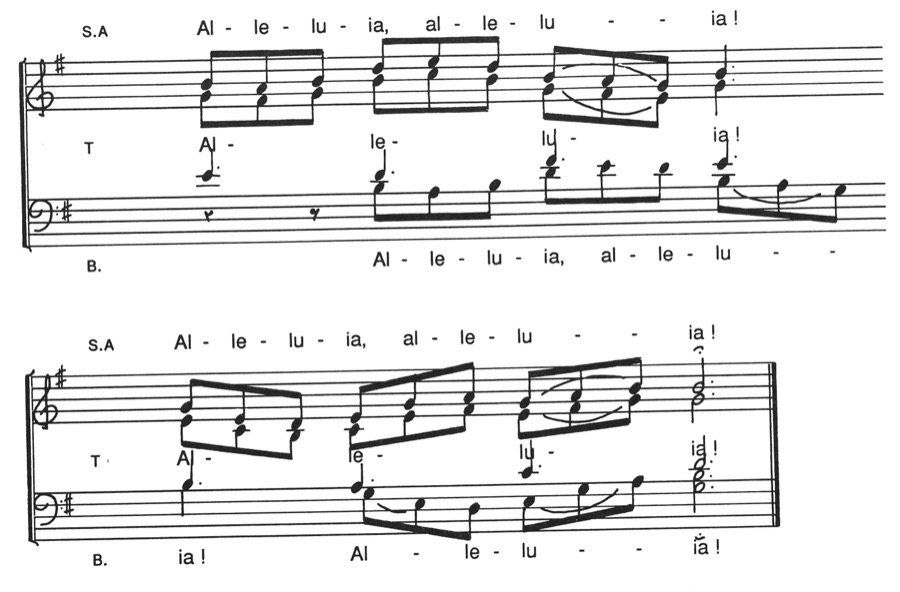 S.A Al - le - lu - ia, al - le - lu - - ia !
T Al - le - lu - ia !
B. Al - le - lu - ia, al - le - lu - -
S.A Al - le - lu - ia, al - le - lu - - ia !
T Al - le - lu - ia !
B. ia ! Al - le - lu - - ia !